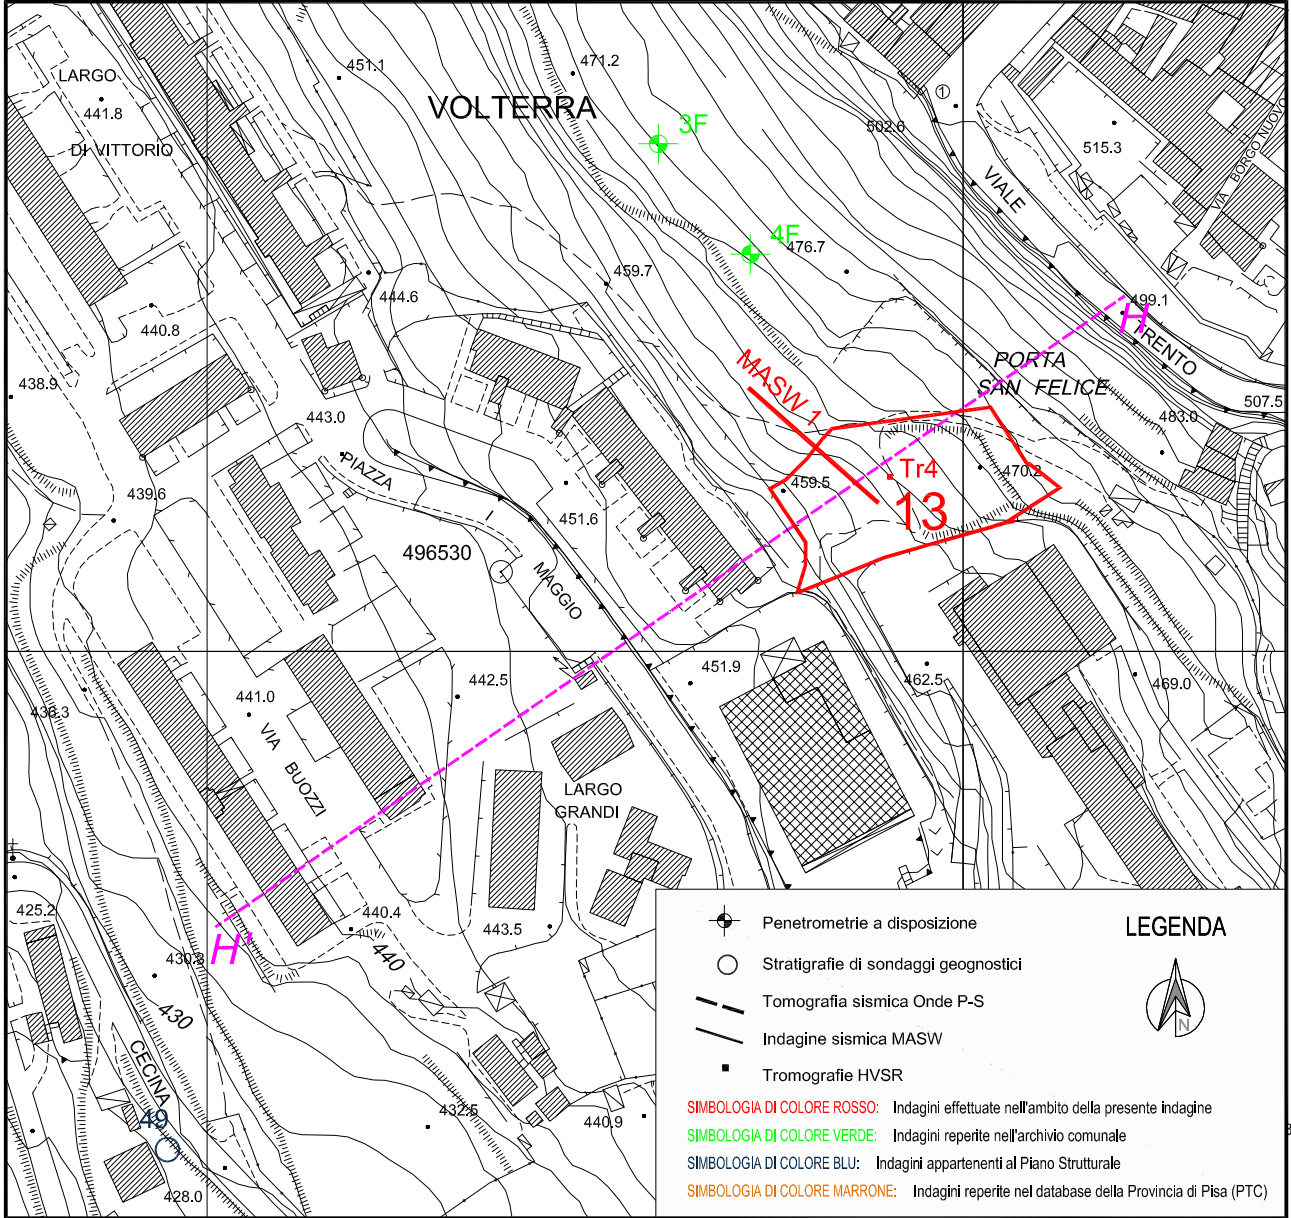 LARGO
441.8
DI VITTORIO
451.1
471.2
VOLTERRA
3F
4F
476.7
502.6
1
515.3
VIALE
TRENTO
VIA BORGO NUOVO
459.7
444.6
440.8
438.9
443.0
499.1
H
PORTA
SAN FELICE
507.5
483.0
MASW 1
Tr4
13
470.2
459.5
439.6
PIAZZA
I
MAGGIO
451.6
496530
442.5
451.9
462.5
469.0
441.0
438.3
VIA
BUOZZI
LARGO
GRANDI
425.2
440.4
443.5
H'
430.3
440
430
CECINA
49
432.5
440.9
428.0
LEGENDA
N
Penetrometrie a disposizione
Stratigrafie di sondaggi geognostici
Tomografia sismica Onde P-S
Indagine sismica MASW
Tromografie HVSR
SIMBOLOGIA DI COLORE ROSSO: Indagini effettuate nell'ambito della presente indagine
SIMBOLOGIA DI COLORE VERDE: Indagini reperite nell'archivio comunale
SIMBOLOGIA DI COLORE BLU: Indagini appartenenti al Piano Strutturale
SIMBOLOGIA DI COLORE MARRONE: Indagini reperite nel database della Provincia di Pisa (PTC)